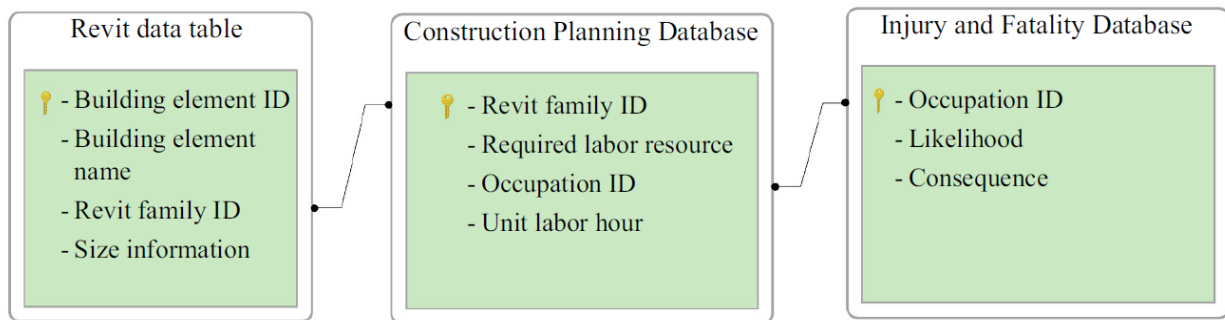 Revit data table
- Building element ID
- Building element
name
- Revit family ID
- Size information
Construction Planning Database
- Revit family ID
- Required labor resource
- Occupation ID
- Unit labor hour
Injury and Fatality Database
- Occupation ID
- Likelihood
- Consequence